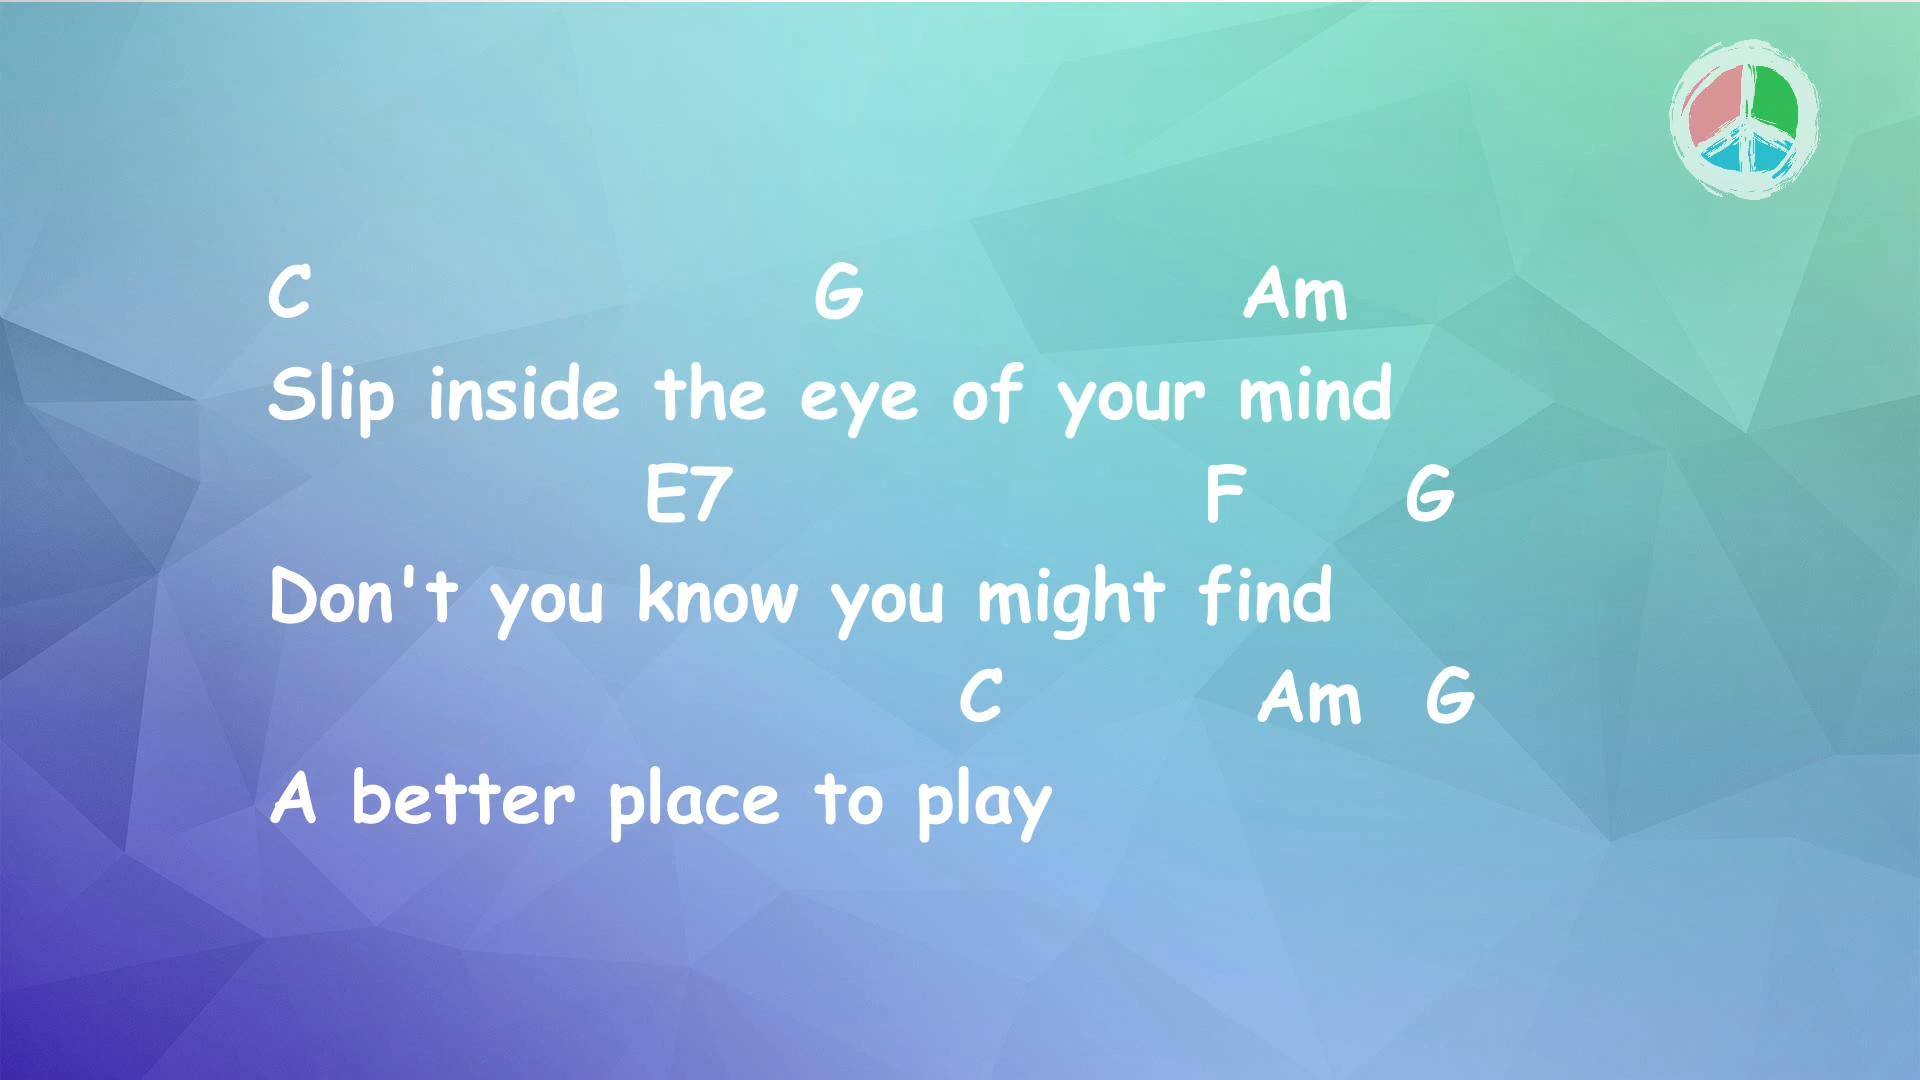 C G Am
Slip inside the eye of your mind
E7 F G
Don't you know you might find
C Am G
A better place to play